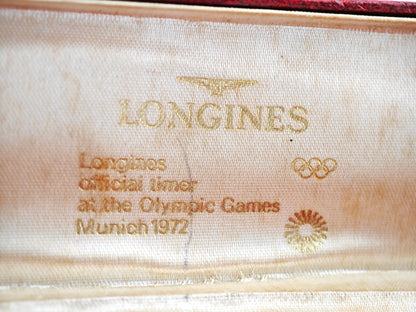 LONGINES
Longines
official timer
at the Olympic Games
Munich 1972